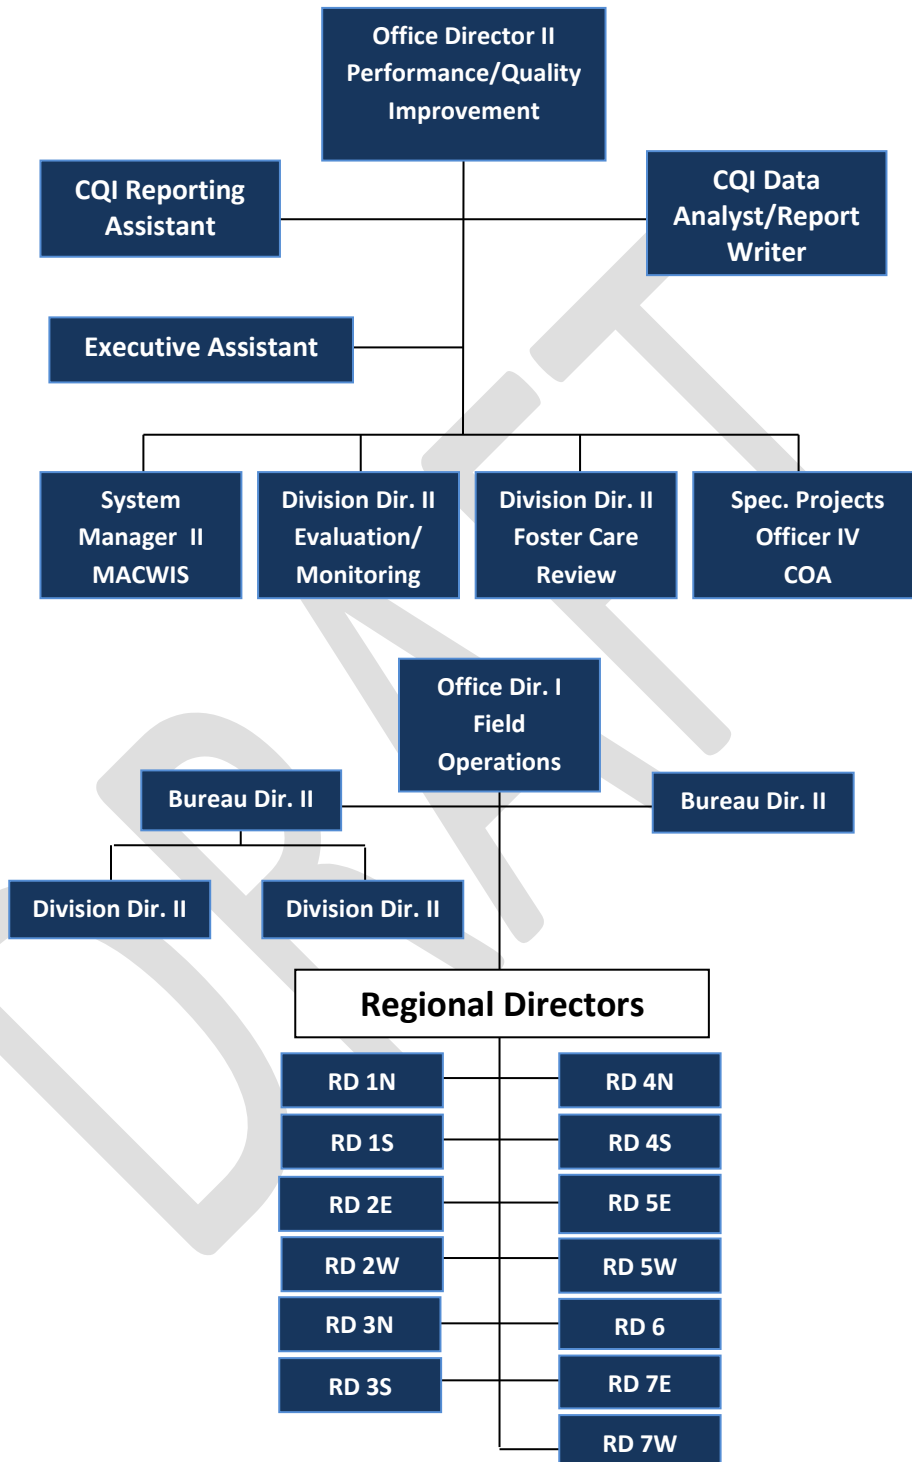 Office Director II
Performance/Quality
Improvement
CQI Reporting
Assistant
CQI Data
Analyst/Report
Writer
Executive Assistant
System
Manager II
MACWIS
Division Dir. II
Evaluation/
Monitoring
Division Dir. II
Foster Care
Review
Spec. Projects
Officer IV
COA
Office Dir. I
Field
Operations
Bureau Dir. II
Bureau Dir. II
Division Dir. II
Division Dir. II
Regional Directors
RD 1N
RD 4N
RD 1S
RD 4S
RD 2E
RD 5E
RD 2W
RD 5W
RD 3N
RD 6
RD 3S
RD 7E
RD 7W
DRAFT